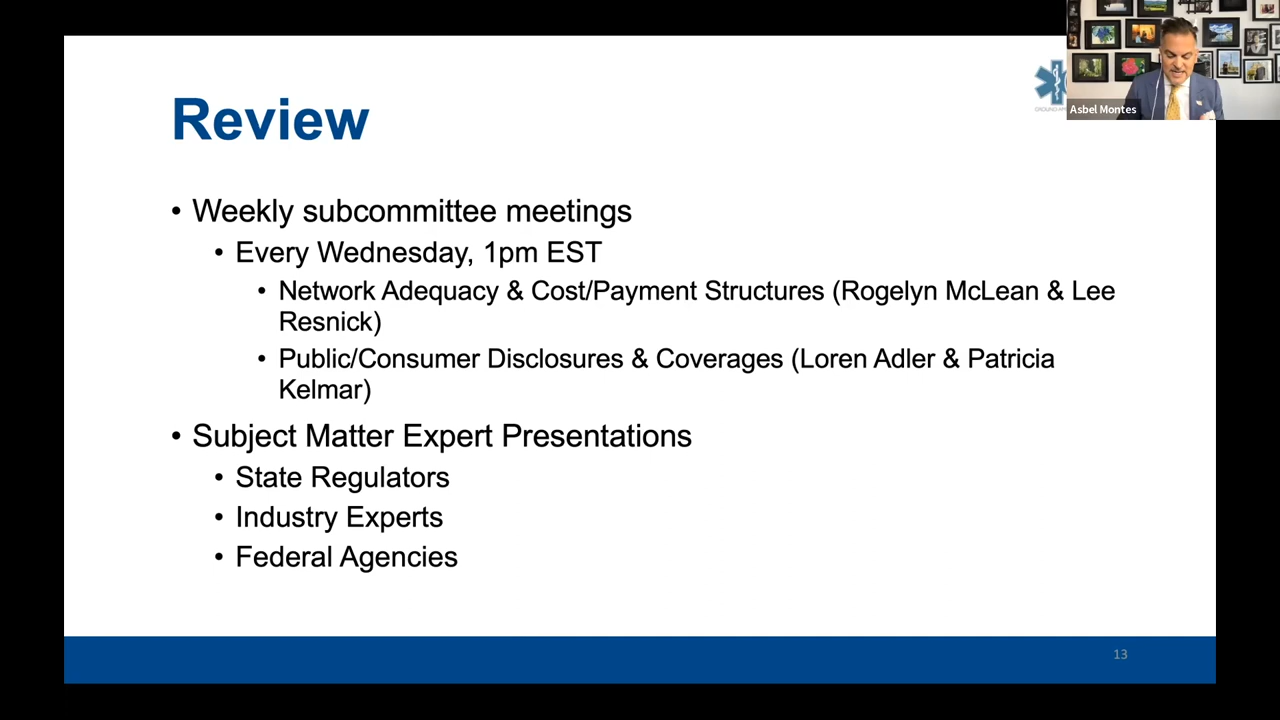 Review
Asbel Montes
• Weekly subcommittee meetings
• Every Wednesday, 1pm EST
• Network Adequacy & Cost/Payment Structures (Rogelyn McLean & Lee
Resnick)
• Public/Consumer Disclosures & Coverages (Loren Adler & Patricia
Kelmar)
• Subject Matter Expert Presentations
• State Regulators
• Industry Experts
• Federal Agencies
13